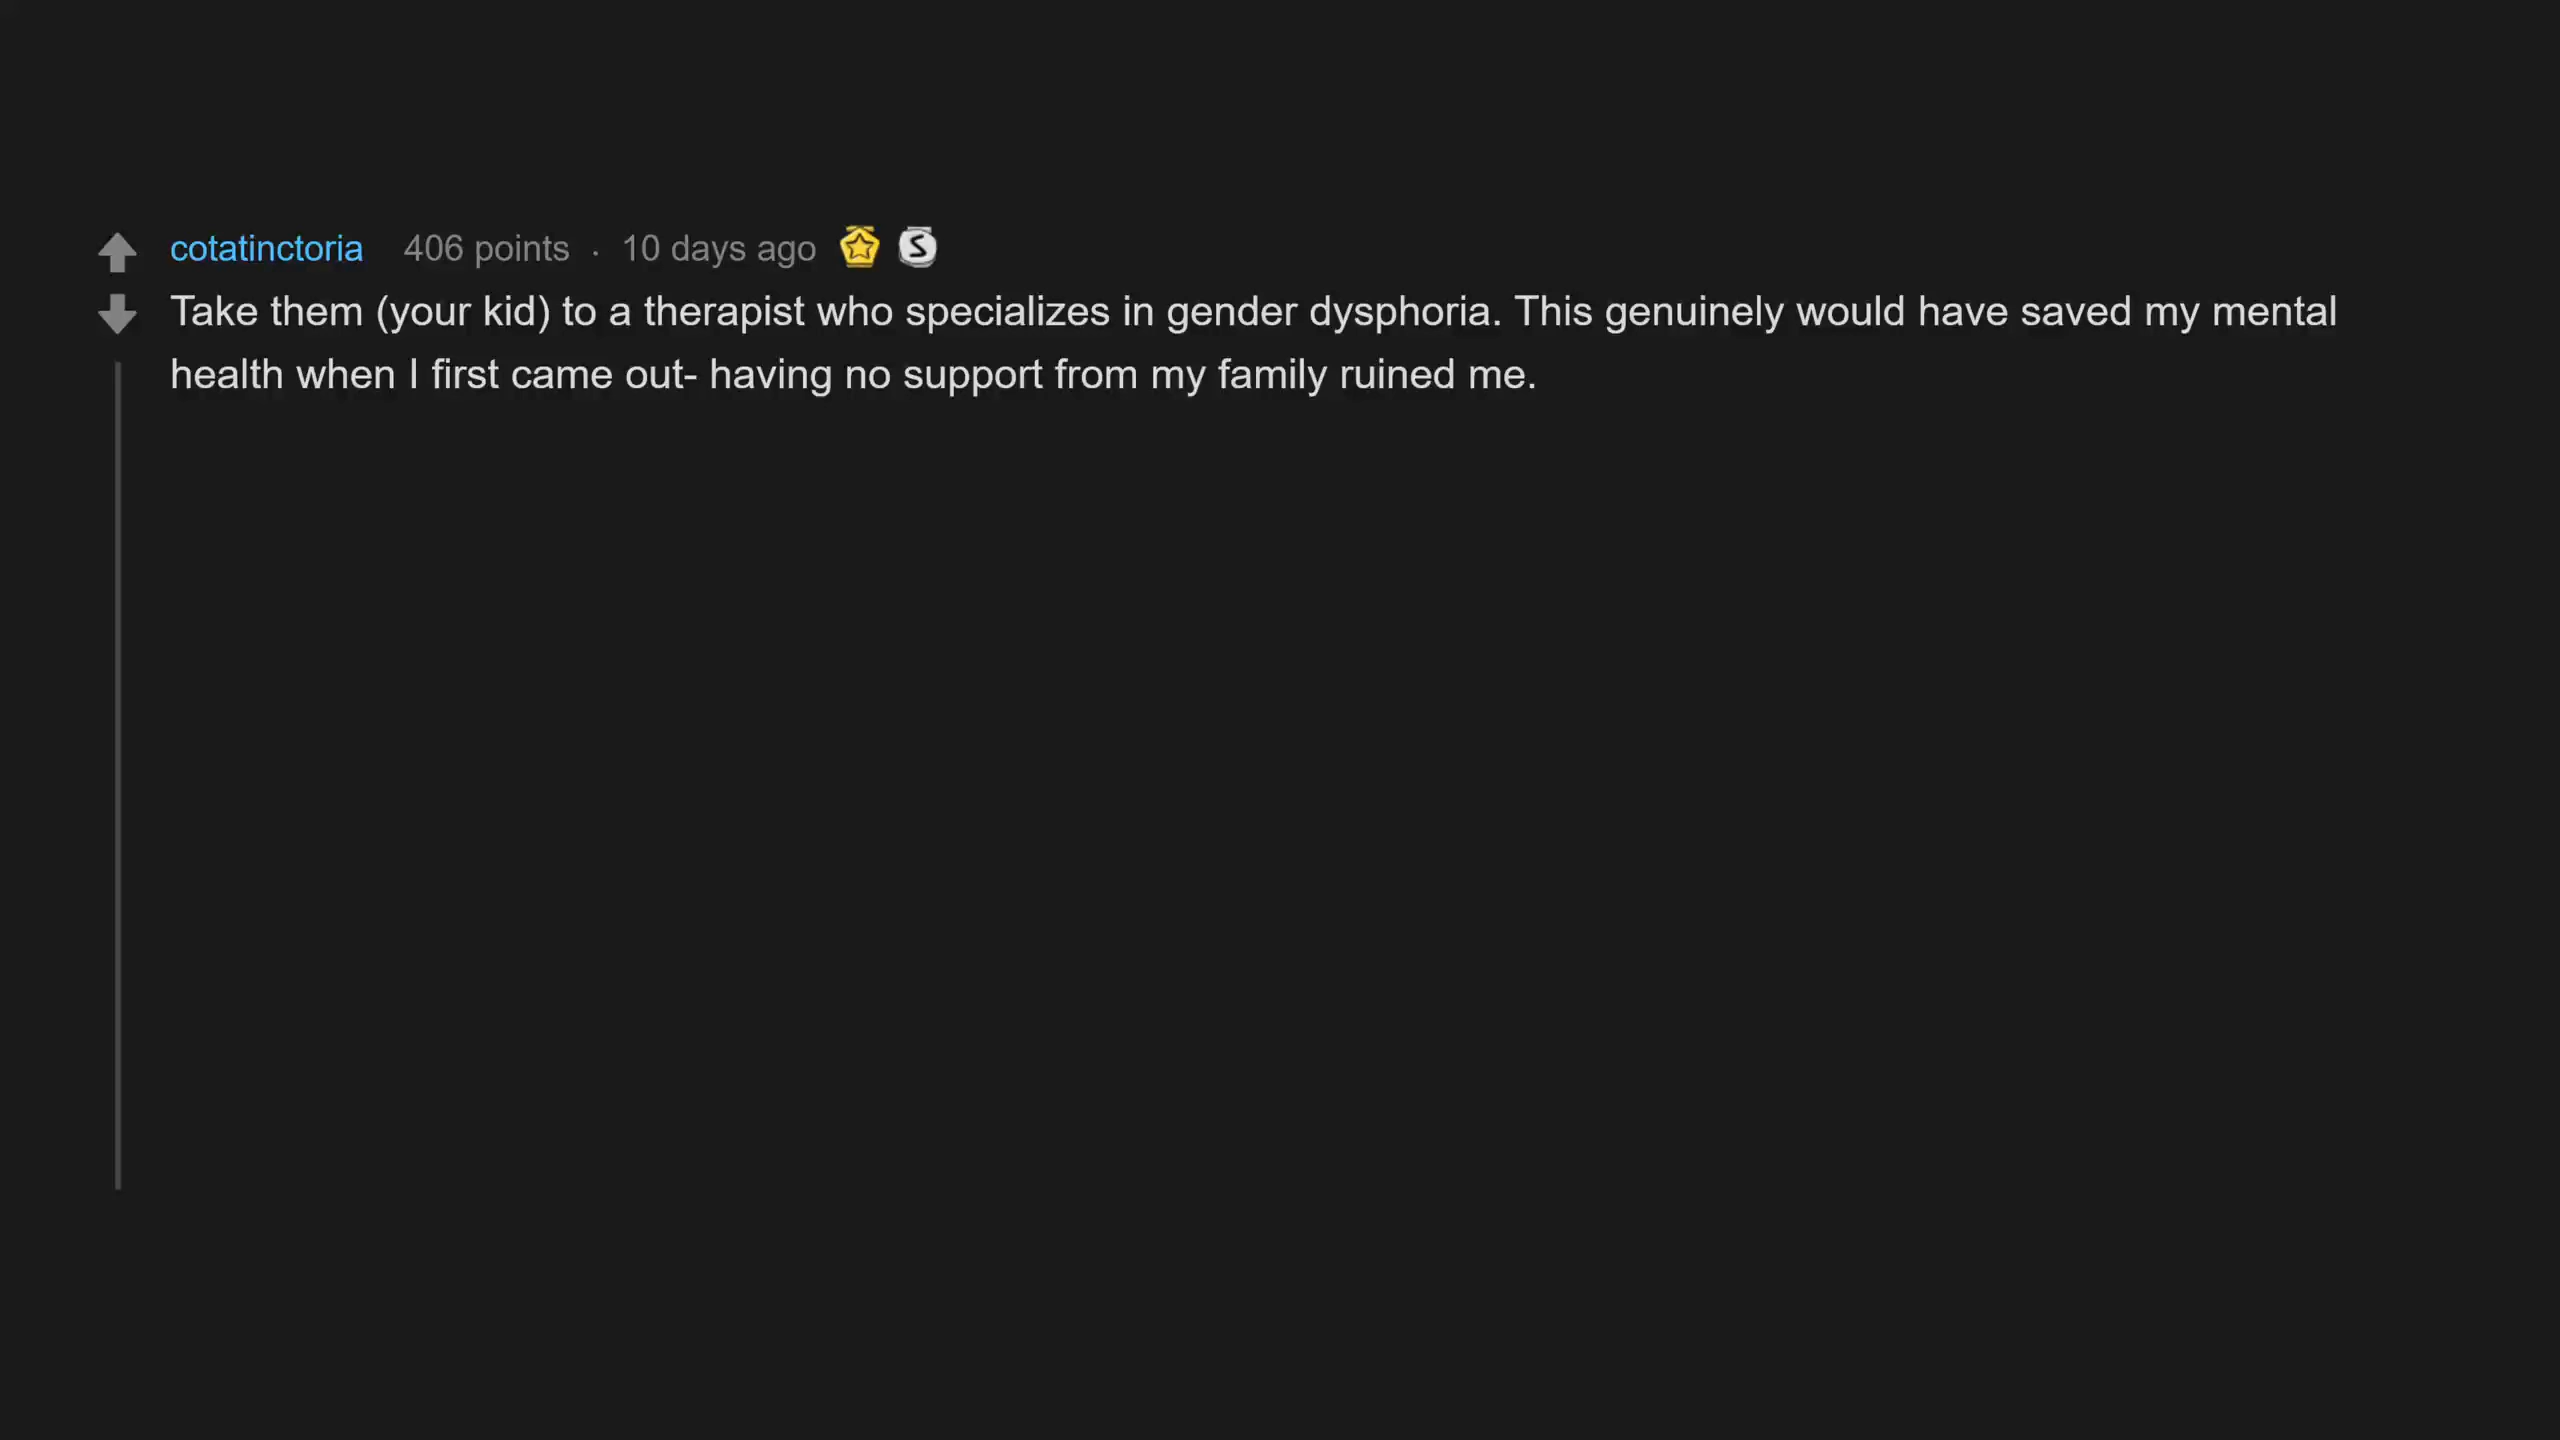 cotatinctoria 406 points · 10 days ago S
Take them (your kid) to a therapist who specializes in gender dysphoria. This genuinely would have saved my mental
health when I first came out- having no support from my family ruined me.